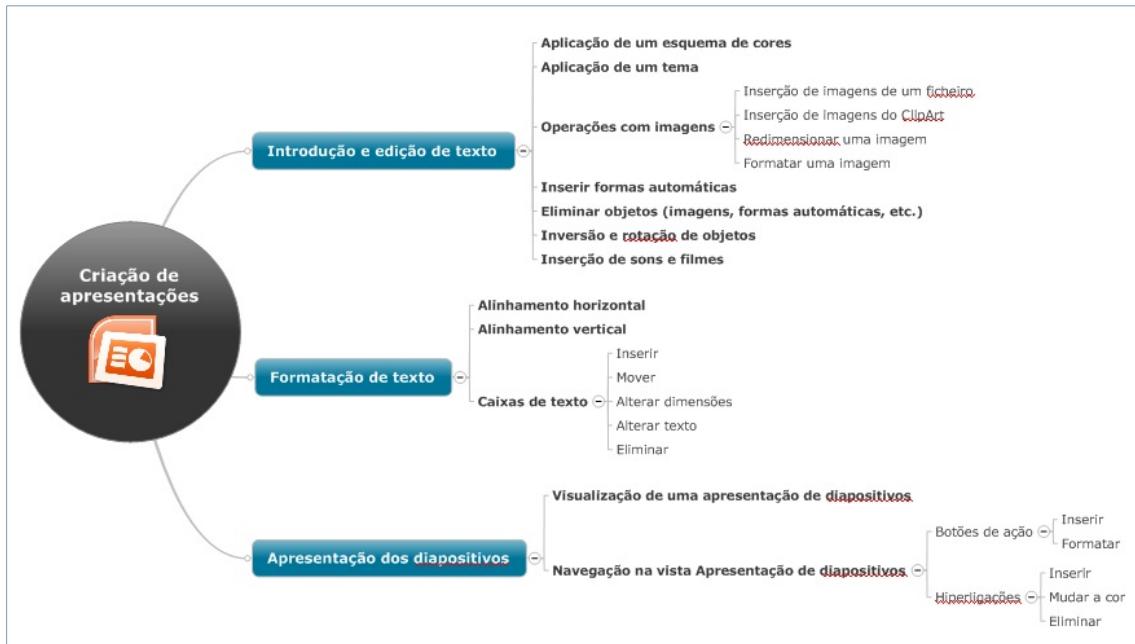 Criação de
apresentações
Introdução e edição de texto
Aplicação de um esquema de cores
Aplicação de um tema
Operações com imagens
Inserção de imagens de um ficheiro
Inserção de imagens do ClipArt
Redimensionar uma imagem
Formatar uma imagem
Inserir formas automáticas
Eliminar objetos (imagens, formas automáticas, etc.)
Inversão e rotação de objetos
Inserção de sons e filmes
Formatação de texto
Alinhamento horizontal
Alinhamento vertical
Caixas de texto
Inserir
Mover
Alterar dimensões
Alterar texto
Eliminar
Apresentação dos diapositivos
Visualização de uma apresentação de diapositivos
Navegação na vista Apresentação de diapositivos
Botões de ação
Inserir
Formatar
Hiperligações
Inserir
Mudar a cor
Eliminar